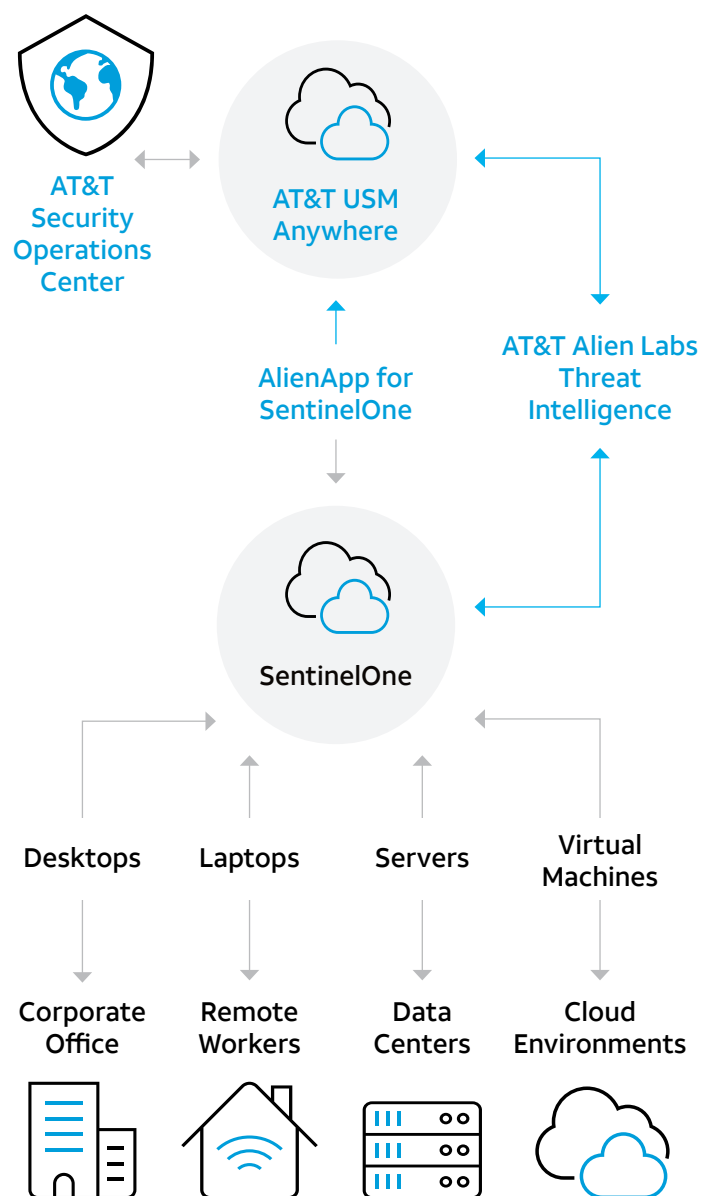 AT&T
Security
Operations
Center
AT&T USM
Anywhere
AlienApp for
SentinelOne
AT&T Alien Labs
Threat
Intelligence
SentinelOne
Desktops
Laptops
Servers
Virtual
Machines
Corporate
Office
Remote
Workers
Data
Centers
Cloud
Environments